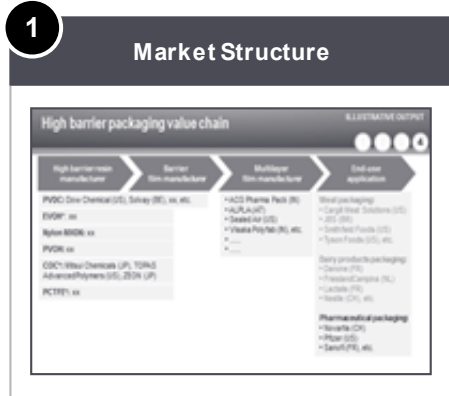 1
Market Structure
High barrier packaging value chain
ILLUSTRATIVE OUTPUT
4
High barrier resin
manufacturer
Barrier
film manufacturer
Multilayer
film manufacturer
End-use
application
PVDC: Dow Chemical (US), Solvay (BE), xx, etc.
EVOH*: xx
Nylon MXD6: xx
PVOH: xx
COC*: Mitsui Chemicals (JP), TOPAS
Advanced Polymers (US), ZEON (JP)
PCTFE*: xx
• ACG Pharma Pack (IN)
• ALPLA (AT)
• Sealed Air (US)
• Polyfab (IN), etc.
• .....
• .....
Meat packaging:
• Cargill Meat Solutions (US)
• JBS (BR)
• Smithfield Foods (US)
• Tyson Foods (US), etc.
Dairy products packaging:
• Danone (FR)
• FrieslandCampina (NL)
• Lactalis (FR)
• Nestle (CH), etc.
Pharmaceutical packaging:
• Novartis (CH)
• Pfizer (US)
• Sanofi (FR), etc.